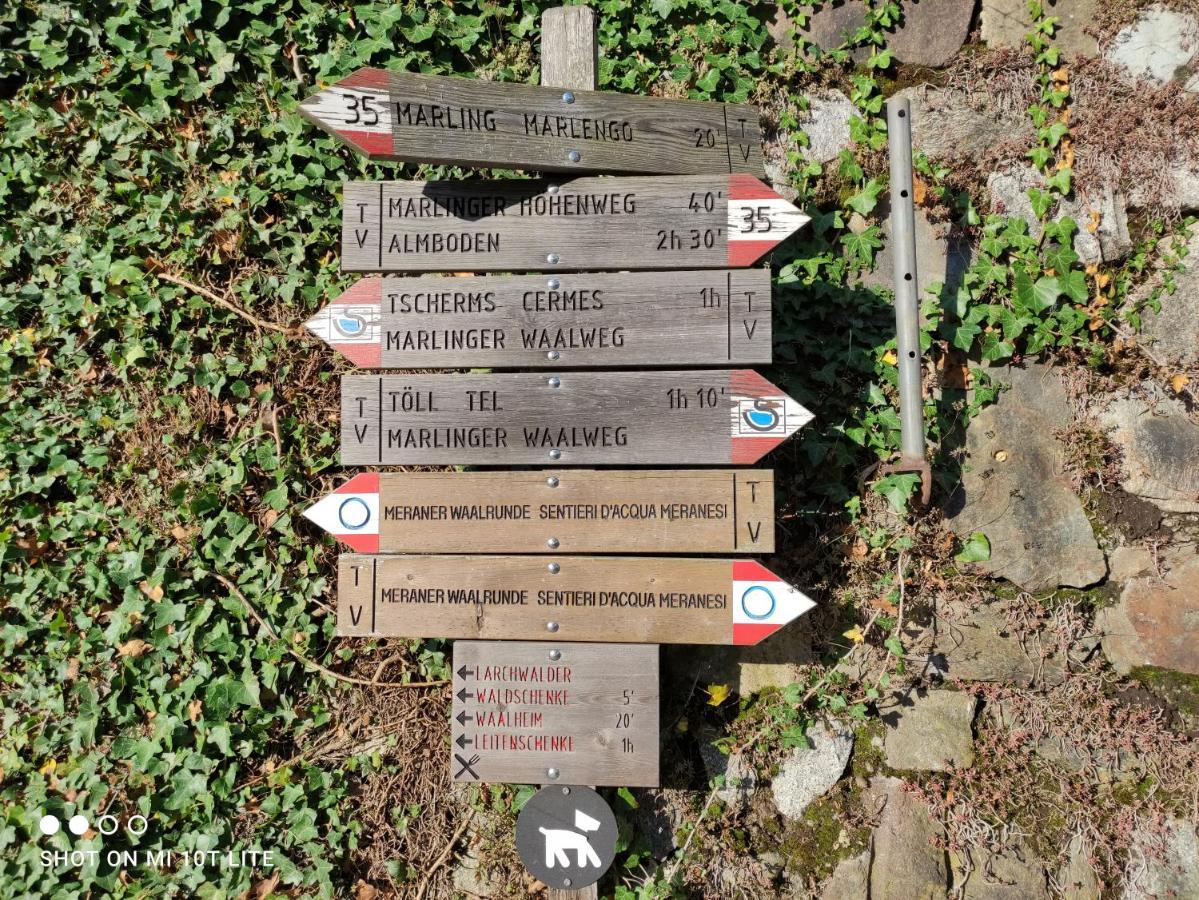 35 MARLING MARLENGO 20' T V
T V MARLINGER HÖHENWEG 40' 35
ALMBODEN 2h 30'
TSCHERMS CERMES 1h T V
MARLINGER WAALWEG
T V TÖLL TEL 1h 10'
MARLINGER WAALWEG
MERANER WAALRUNDE SENTIERI D'ACQUA MERANESI T V
T V MERANER WAALRUNDE SENTIERI D'ACQUA MERANESI
LARCHWALDER
WALDSCHENKE 5'
WAALHEIM 20'
LEITENSCHENKE 1h
SHOT ON MI 10T LITE